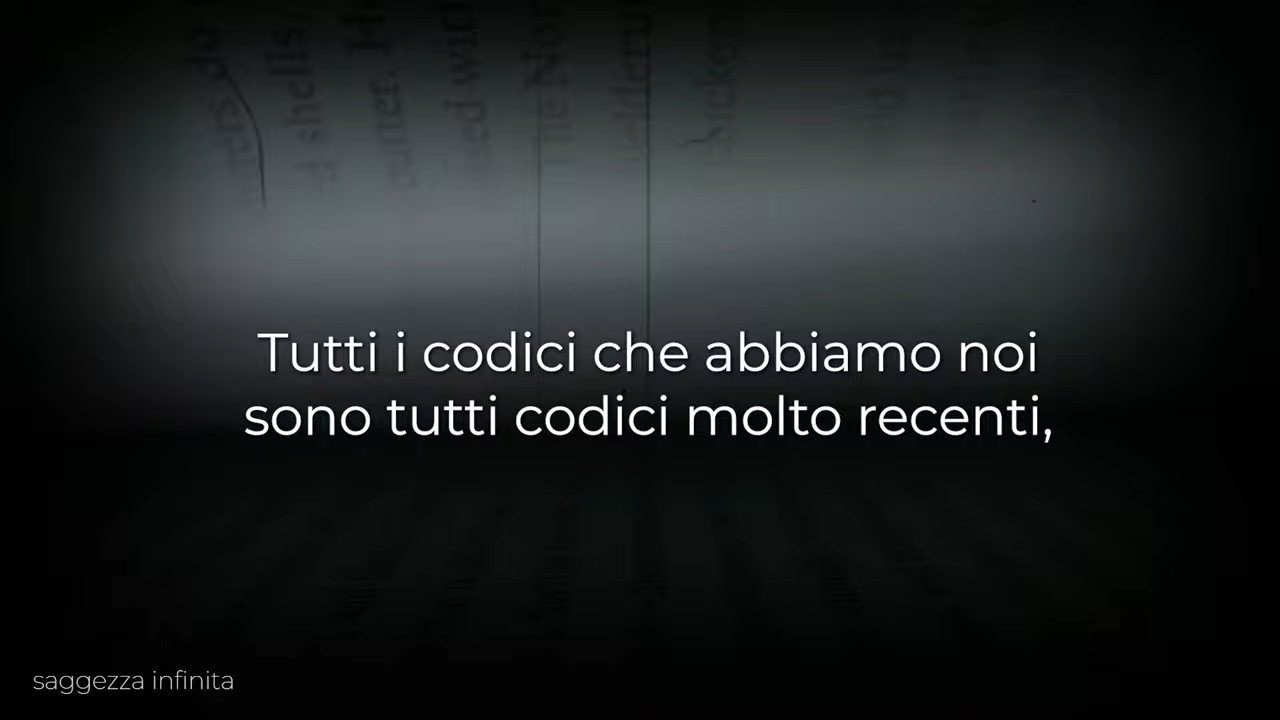 Tutti i codici che abbiamo noi
sono tutti codici molto recenti,
saggezza infinita